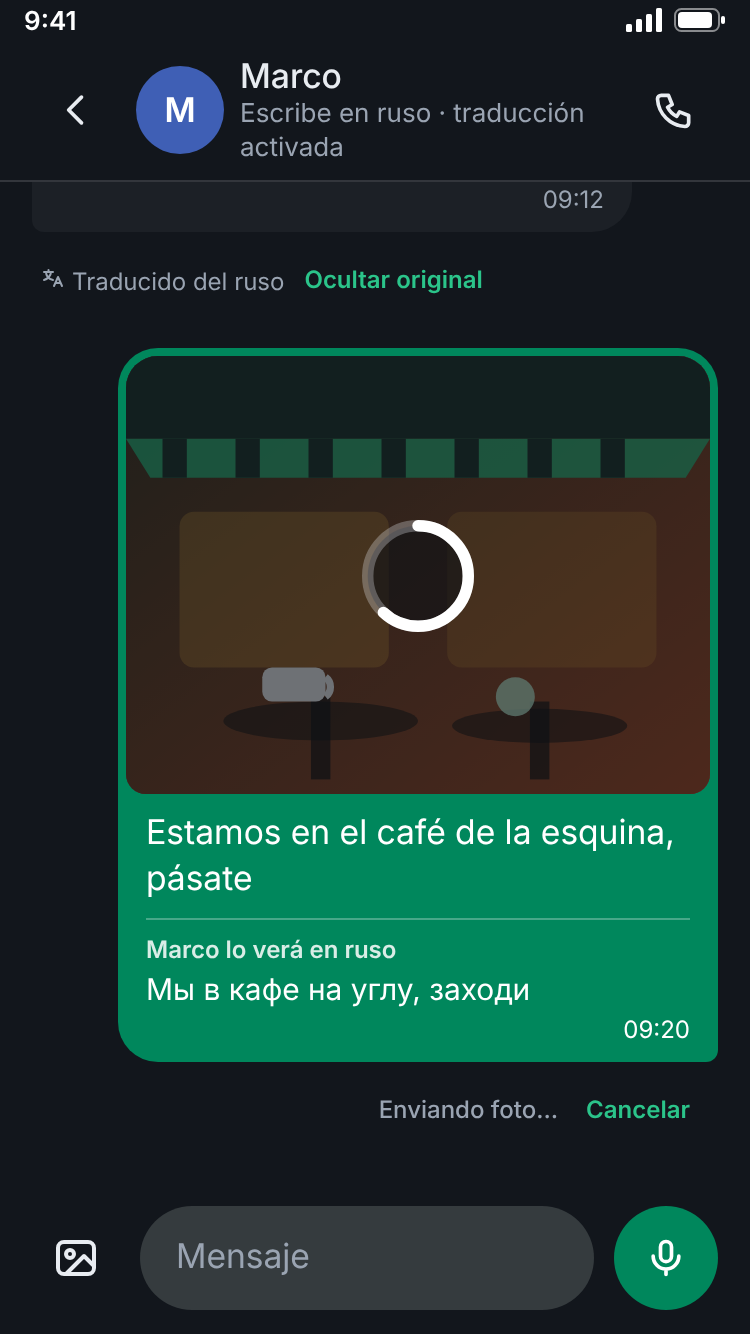 9:41
M
Marco
Escribe en ruso · traducción
activada
09:12
Traducido del ruso Ocultar original
Estamos en el café de la esquina,
pásate
Marco lo verá en ruso
Мы в кафе на углу, заходи
09:20
Enviando foto... Cancelar
Mensaje